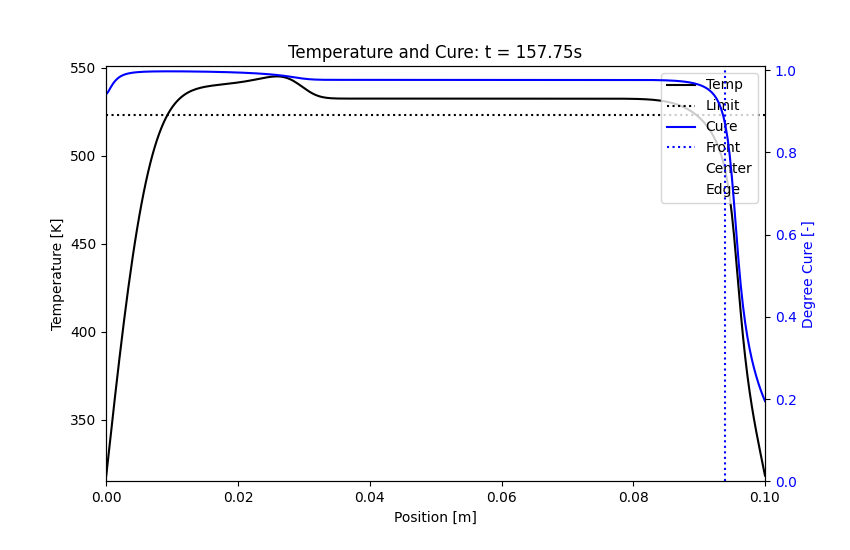 Temperature and Cure: t = 157.75s
550
500
450
400
350
Temperature [K]
1.0
0.8
0.6
0.4
0.2
0.0
Degree Cure [-]
Temp
Limit
Cure
Front
Center
Edge
0.00
0.02
0.04
0.06
0.08
0.10
Position [m]